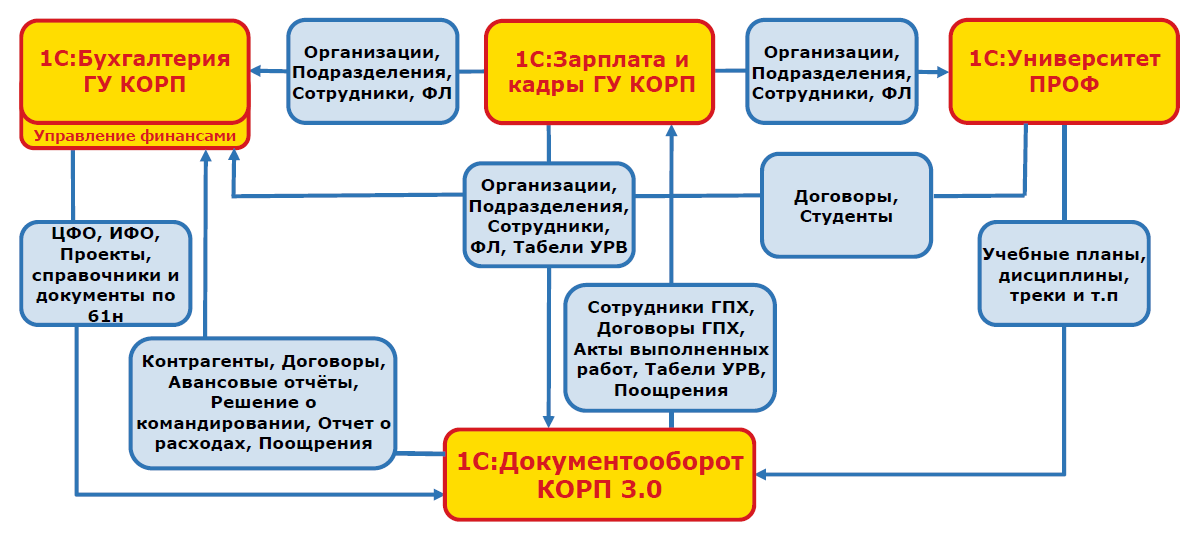 1С:Бухгалтерия
ГУ КОРП
Управление финансами
Организации,
Подразделения,
Сотрудники, ФЛ
1С:Зарплата и
кадры ГУ КОРП
Организации,
Подразделения,
Сотрудники, ФЛ
1С:Университет
ПРОФ
Организации,
Подразделения,
Сотрудники,
ФЛ, Табели УРВ
Договоры,
Студенты
ЦФО, ИФО,
Проекты,
справочники и
документы по
61н
Учебные планы,
дисциплины,
треки и т.п
Контрагенты, Договоры,
Авансовые отчёты,
Решение о
командировании, Отчет о
расходах, Поощрения
Сотрудники ГПХ,
Договоры ГПХ,
Акты выполненных
работ, Табели УРВ,
Поощрения
1С:Документооборот
КОРП 3.0